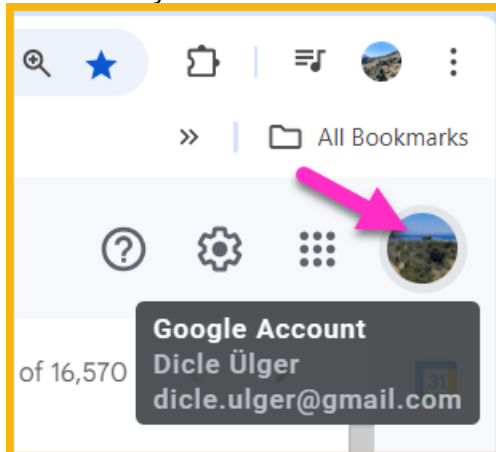 All Bookmarks
Google Account
of 16,570
Dicle Ülger
31
dicle.ulger@gmail.com